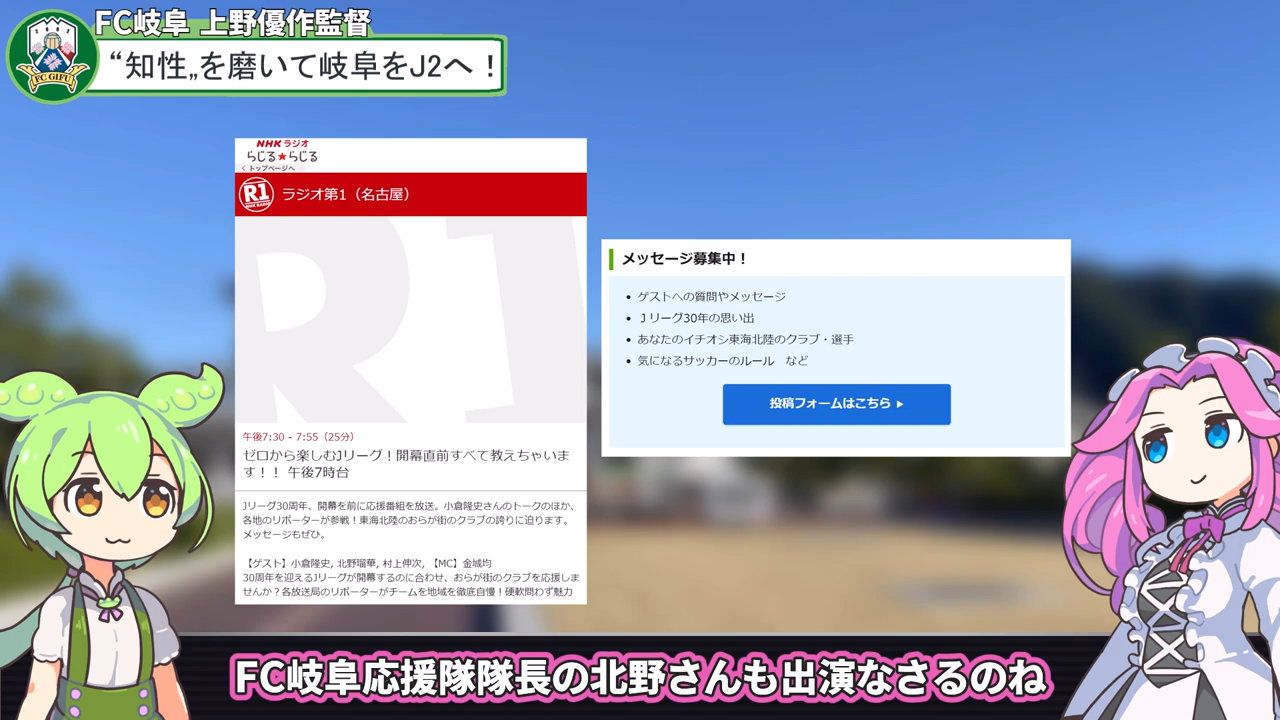 FC岐阜 上野優作監督
“知性„を磨いて岐阜をJ2へ！
FC GIFU
NHKラジオ
らじる★らじる
＜ トップページへ
R1
NHK RADIO
ラジオ第1（名古屋）
R1
午後7:30 - 7:55（25分）
ゼロから楽しむJリーグ！開幕直前すべて教えちゃいま
す！！ 午後7時台
Jリーグ30周年、開幕を前に応援番組を放送。小倉隆史さんのトークのほか、
各地のリポーターが参戦！東海北陸のおらが街のクラブの誇りに迫ります。
メッセージもぜひ。
【ゲスト】小倉隆史, 北野瑠華, 村上伸次, 【MC】金城均
30周年を迎えるJリーグが開幕するのに合わせ、おらが街のクラブを応援しま
せんか？各放送局のリポーターがチームを地域を徹底自慢！硬軟問わず魅力
メッセージ募集中！
• ゲストへの質問やメッセージ
• Ｊリーグ30年の思い出
• あなたのイチオシ東海北陸のクラブ・選手
• 気になるサッカーのルール　など
投稿フォームはこちら ▶
FC岐阜応援隊隊長の北野さんも出演なさるのね